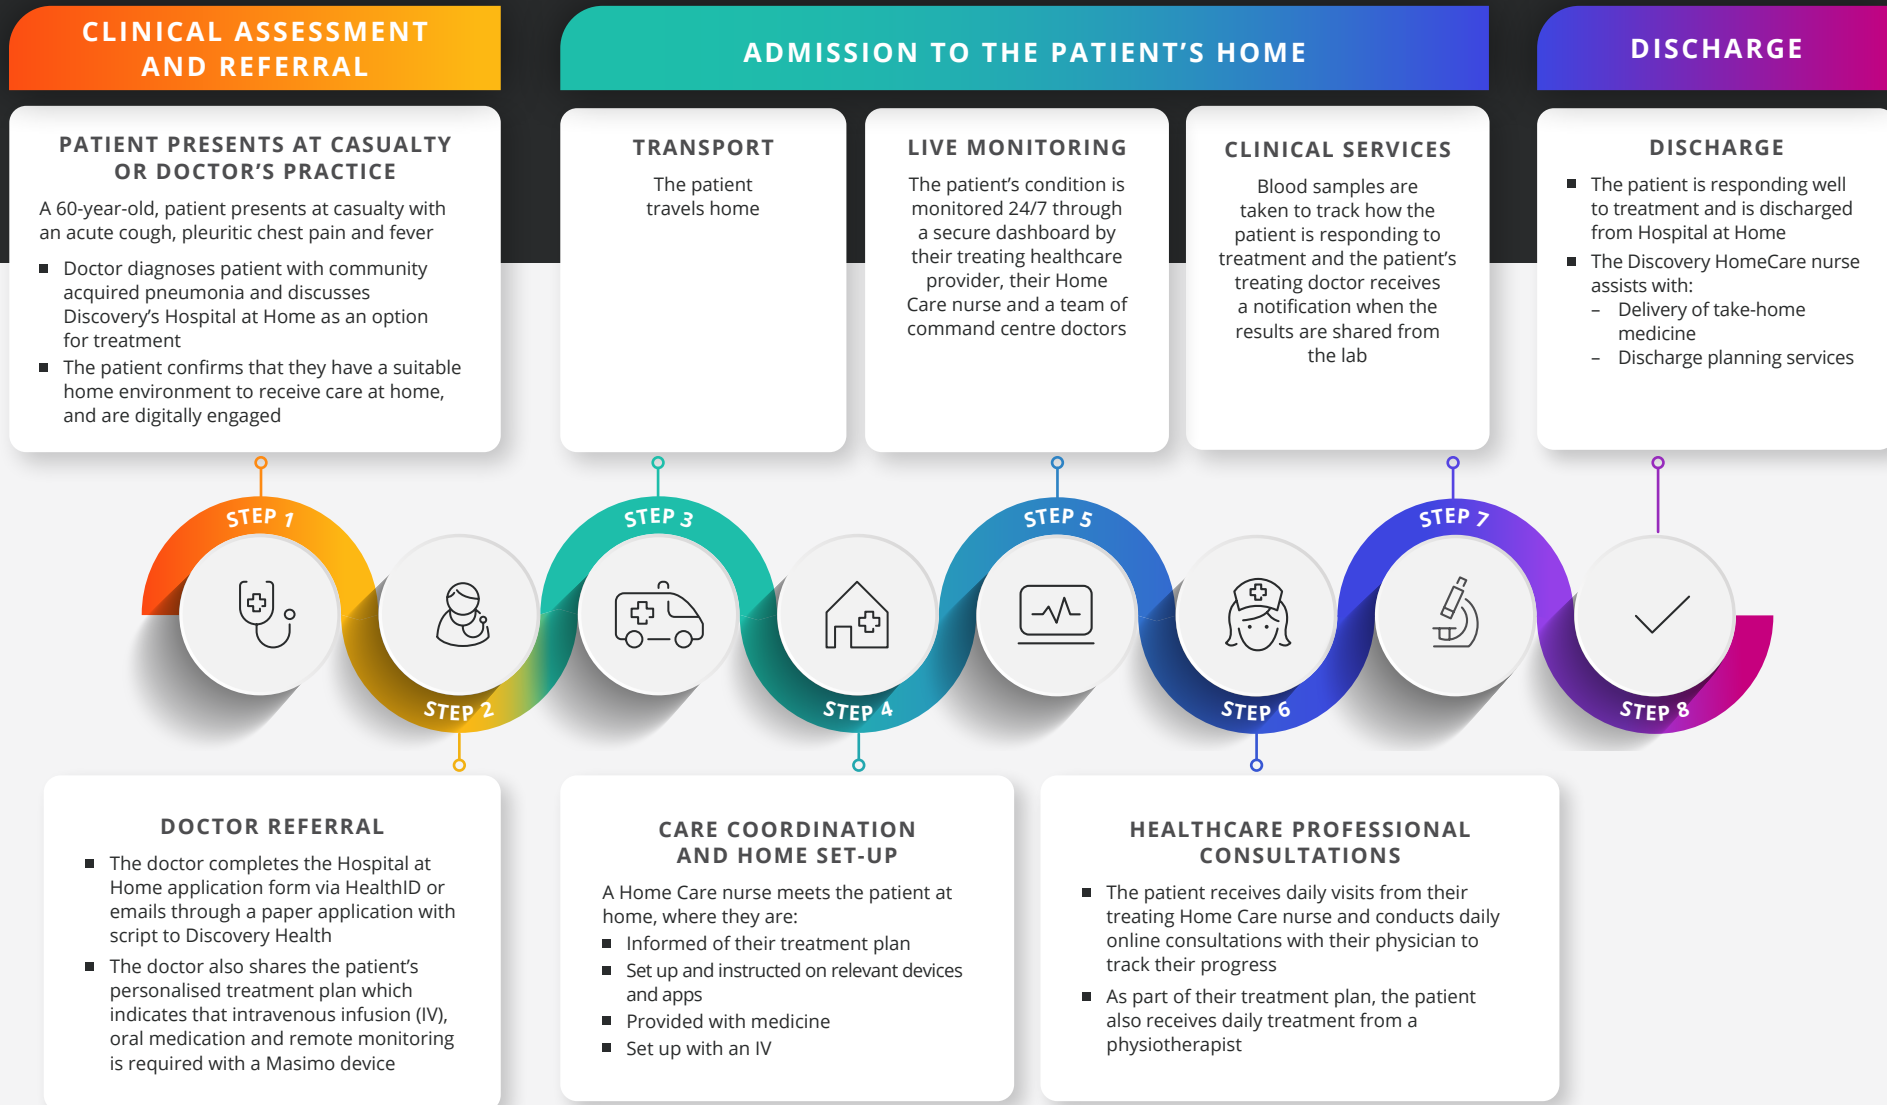 CLINICAL ASSESSMENT
AND REFERRAL
ADMISSION TO THE PATIENT'S HOME
DISCHARGE
PATIENT PRESENTS AT CASUALTY
OR DOCTOR'S PRACTICE
A 60-year-old, patient presents at casualty with
an acute cough, pleuritic chest pain and fever
■ Doctor diagnoses patient with community
acquired pneumonia and discusses
Discovery's Hospital at Home as an option
for treatment
■ The patient confirms that they have a suitable
home environment to receive care at home,
and are digitally engaged
TRANSPORT
The patient
travels home
LIVE MONITORING
The patient's condition is
monitored 24/7 through
a secure dashboard by
their treating healthcare
provider, their Home
Care nurse and a team of
command centre doctors
CLINICAL SERVICES
Blood samples are
taken to track how the
patient is responding to
treatment and the patient's
treating doctor receives
a notification when the
results are shared from
the lab
DISCHARGE
■ The patient is responding well
to treatment and is discharged
from Hospital at Home
■ The Discovery HomeCare nurse
assists with:
– Delivery of take-home
medicine
– Discharge planning services
STEP 1
STEP 2
STEP 3
STEP 4
STEP 5
STEP 6
STEP 7
STEP 8
DOCTOR REFERRAL
■ The doctor completes the Hospital at
Home application form via HealthID or
emails through a paper application with
script to Discovery Health
■ The doctor also shares the patient's
personalised treatment plan which
indicates that intravenous infusion (IV),
oral medication and remote monitoring
is required with a Masimo device
CARE COORDINATION
AND HOME SET-UP
A Home Care nurse meets the patient at
home, where they are:
■ Informed of their treatment plan
■ Set up and instructed on relevant devices
and apps
■ Provided with medicine
■ Set up with an IV
HEALTHCARE PROFESSIONAL
CONSULTATIONS
■ The patient receives daily visits from their
treating Home Care nurse and conducts daily
online consultations with their physician to
track their progress
■ As part of their treatment plan, the patient
also receives daily treatment from a
physiotherapist